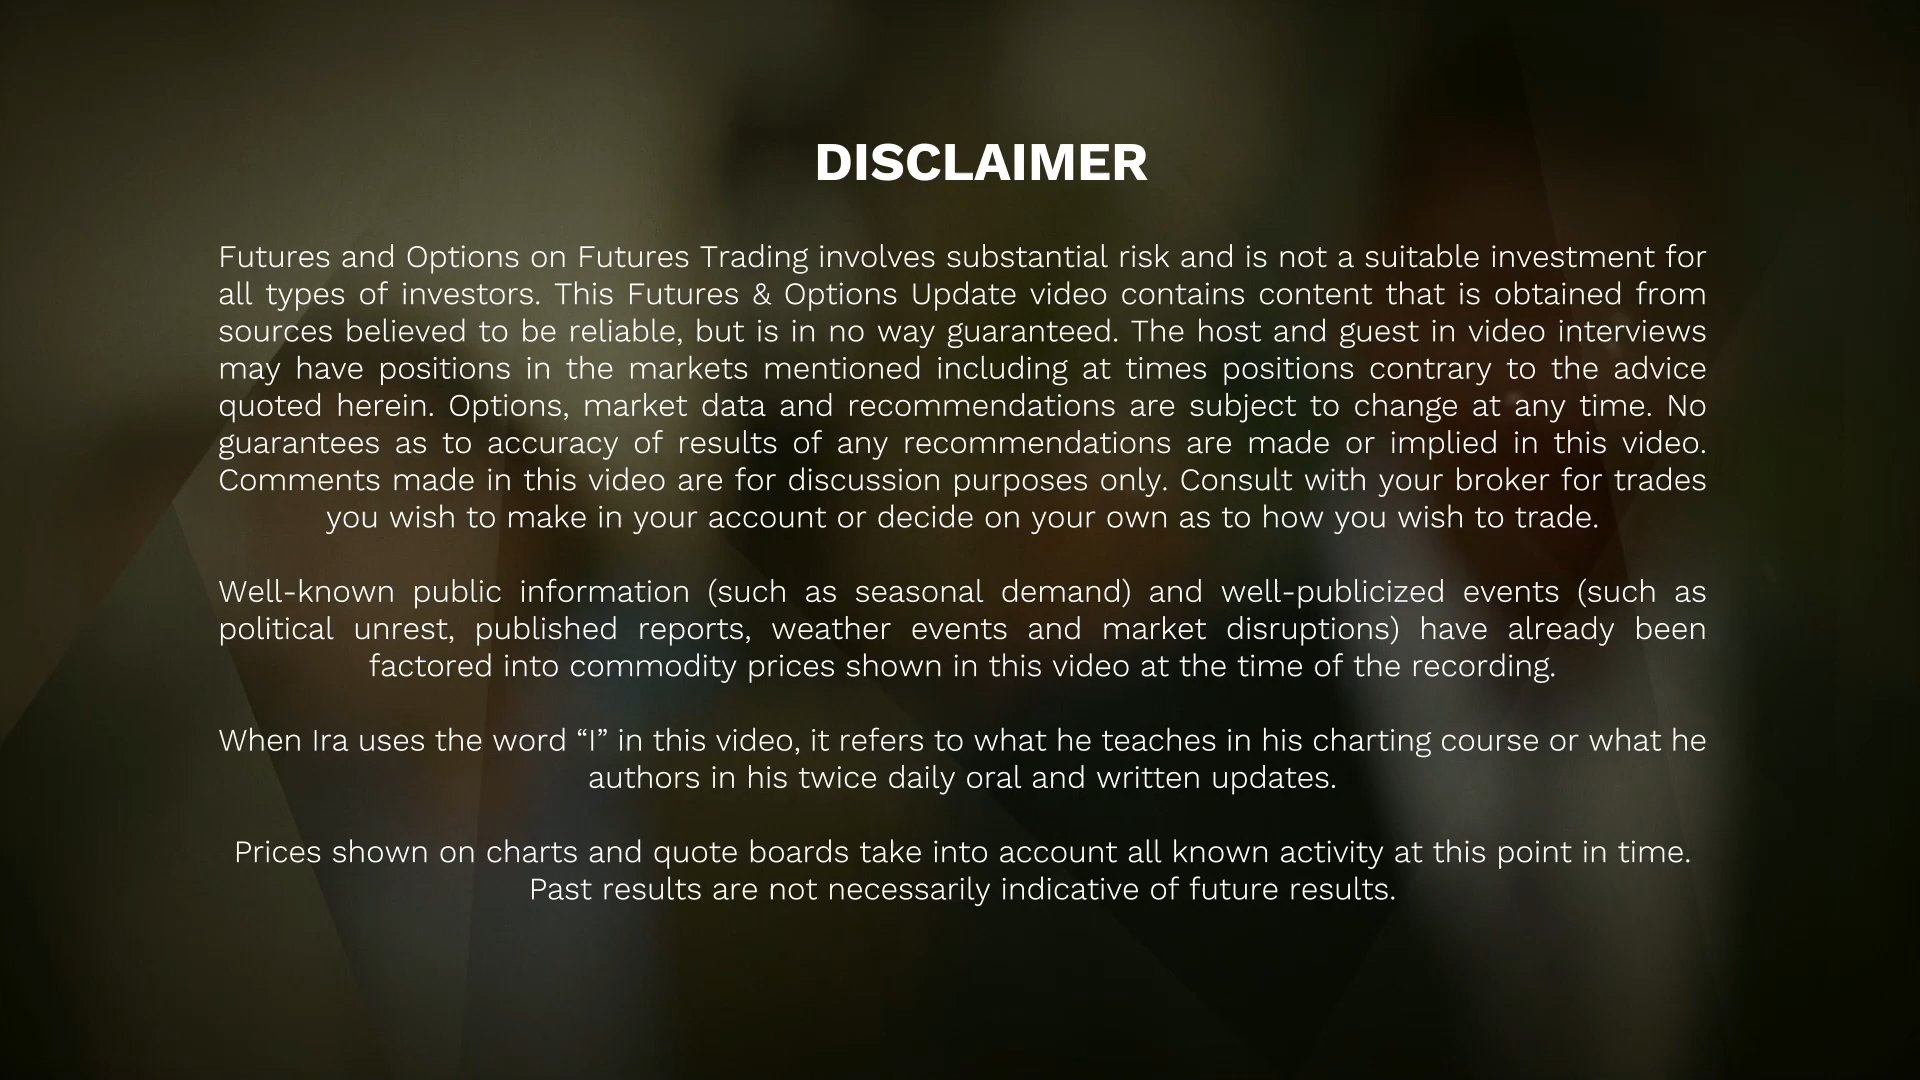 DISCLAIMER
Futures and Options on Futures Trading involves substantial risk and is not a suitable investment for
all types of investors. This Futures & Options Update video contains content that is obtained from
sources believed to be reliable, but is in no way guaranteed. The host and guest in video interviews
may have positions in the markets mentioned including at times positions contrary to the advice
quoted herein. Options, market data and recommendations are subject to change at any time. No
guarantees as to accuracy of results of any recommendations are made or implied in this video.
Comments made in this video are for discussion purposes only. Consult with your broker for trades
you wish to make in your account or decide on your own as to how you wish to trade.
Well-known public information (such as seasonal demand) and well-publicized events (such as
political unrest, published reports, weather events and market disruptions) have already been
factored into commodity prices shown in this video at the time of the recording.
When Ira uses the word “I” in this video, it refers to what he teaches in his charting course or what he
authors in his twice daily oral and written updates.
Prices shown on charts and quote boards take into account all known activity at this point in time.
Past results are not necessarily indicative of future results.